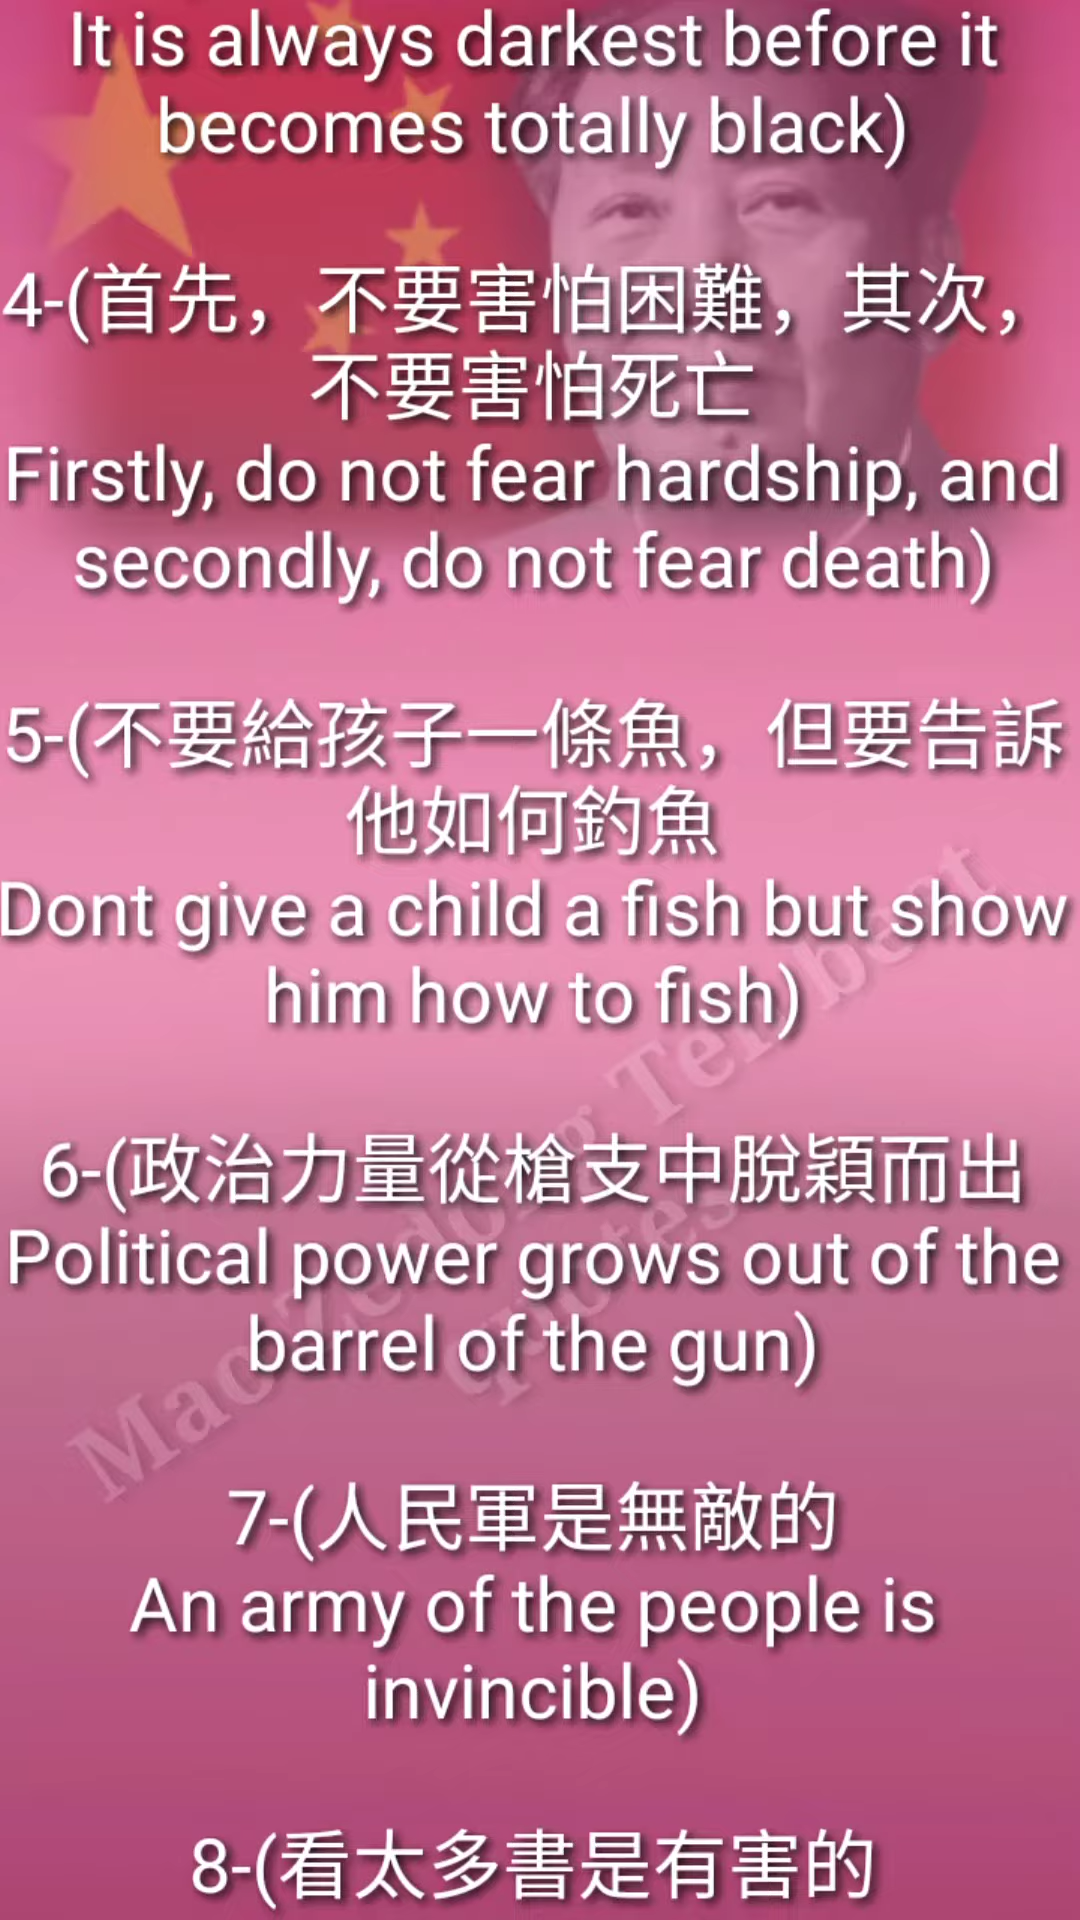 It is always darkest before it
becomes totally black)
4-(首先，不要害怕困難，其次，
不要害怕死亡
Firstly, do not fear hardship, and
secondly, do not fear death)
5-(不要給孩子一條魚，但要告訴
他如何釣魚
Dont give a child a fish but show
him how to fish)
6-(政治力量從槍支中脫穎而出
Political power grows out of the
barrel of the gun)
7-(人民軍是無敵的
An army of the people is
invincible)
8-(看太多書是有害的
Mao Zedong Ten best
quotes